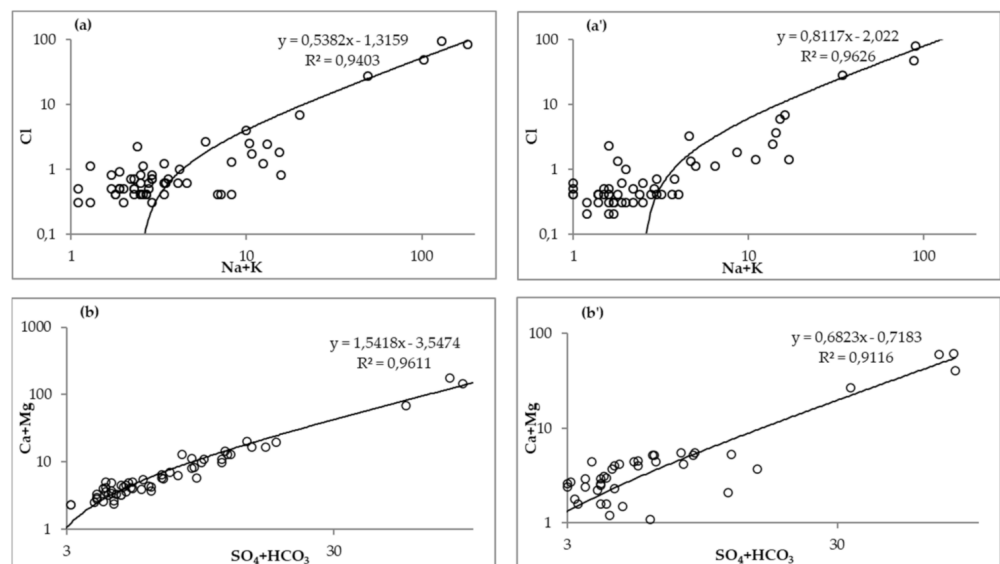 (a)
y = 0,5382x - 1,3159
R² = 0,9403
100
10
1
0,1
Cl
1
10
100
Na+K
(a')
y = 0,8117x - 2,022
R² = 0,9626
100
10
1
0,1
Cl
1
10
100
Na+K
(b)
y = 1,5418x - 3,5474
R² = 0,9611
1000
100
10
1
Ca+Mg
3
30
SO₄+HCO₃
(b')
y = 0,6823x - 0,7183
R² = 0,9116
100
10
1
Ca+Mg
3
30
SO₄+HCO₃